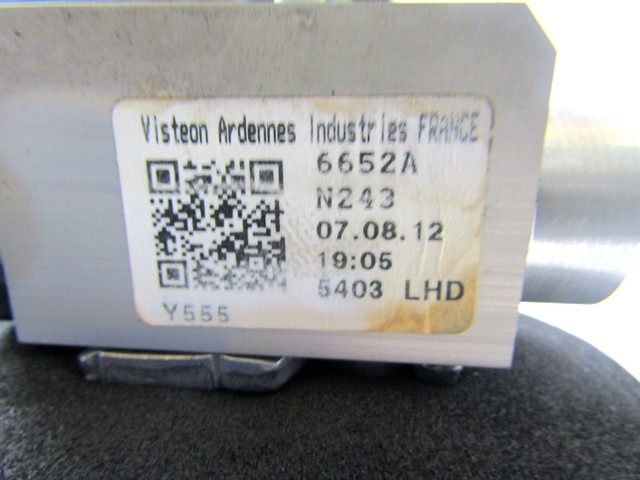 Visteon Ardennes Industries FRANCE
6652A
N243
07.08.12
19:05
5403 LHD
Y555